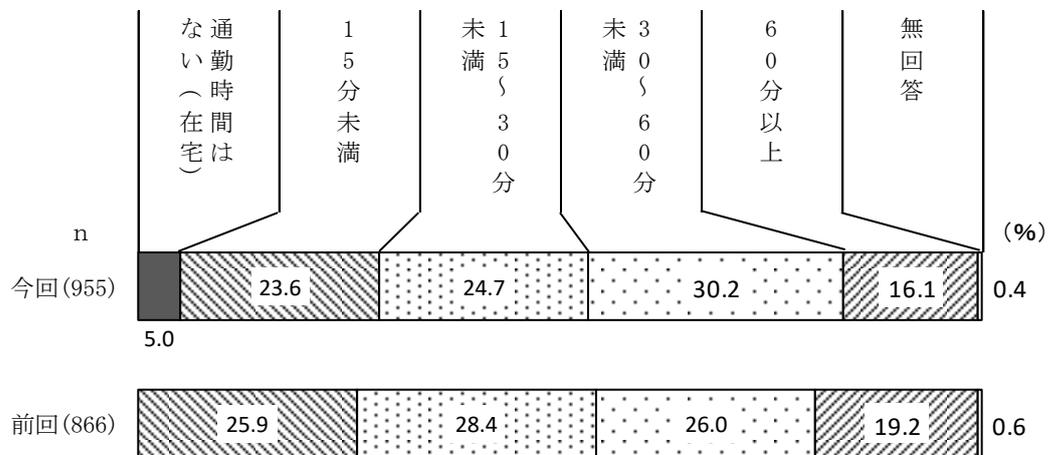 通勤時間は
ない(在宅)
15分未満
15~30分
未満
30~60分
未満
60分以上
無回答
n
(%)
今回(955)
23.6
24.7
30.2
16.1
0.4
5.0
前回(866)
25.9
28.4
26.0
19.2
0.6